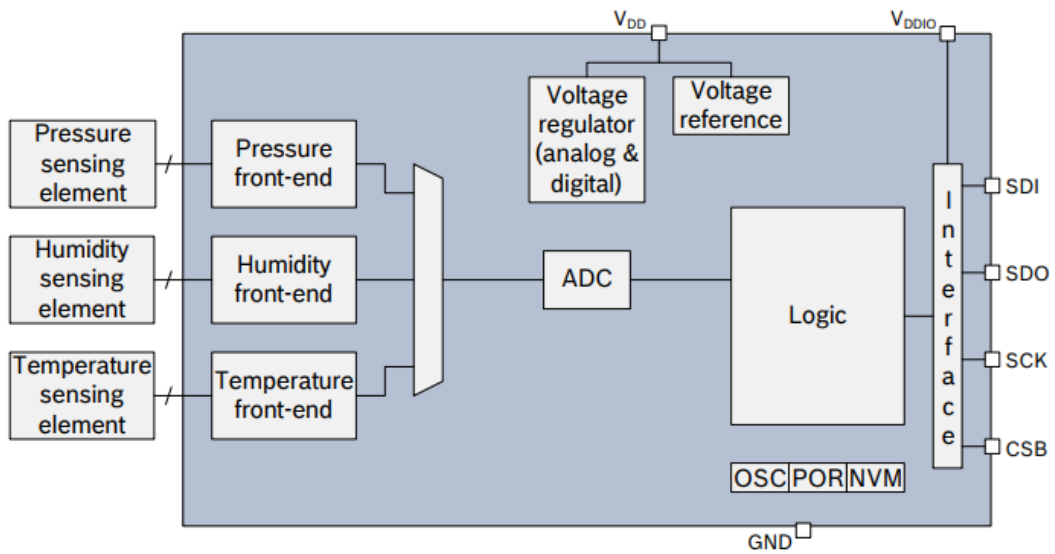 VDD
VDDIO
Voltage
regulator
(analog &
digital)
Voltage
reference
Pressure
sensing
element
Pressure
front-end
Humidity
sensing
element
Humidity
front-end
Temperature
sensing
element
Temperature
front-end
ADC
Logic
Interface
SDI
SDO
SCK
CSB
OSC POR NVM
GND